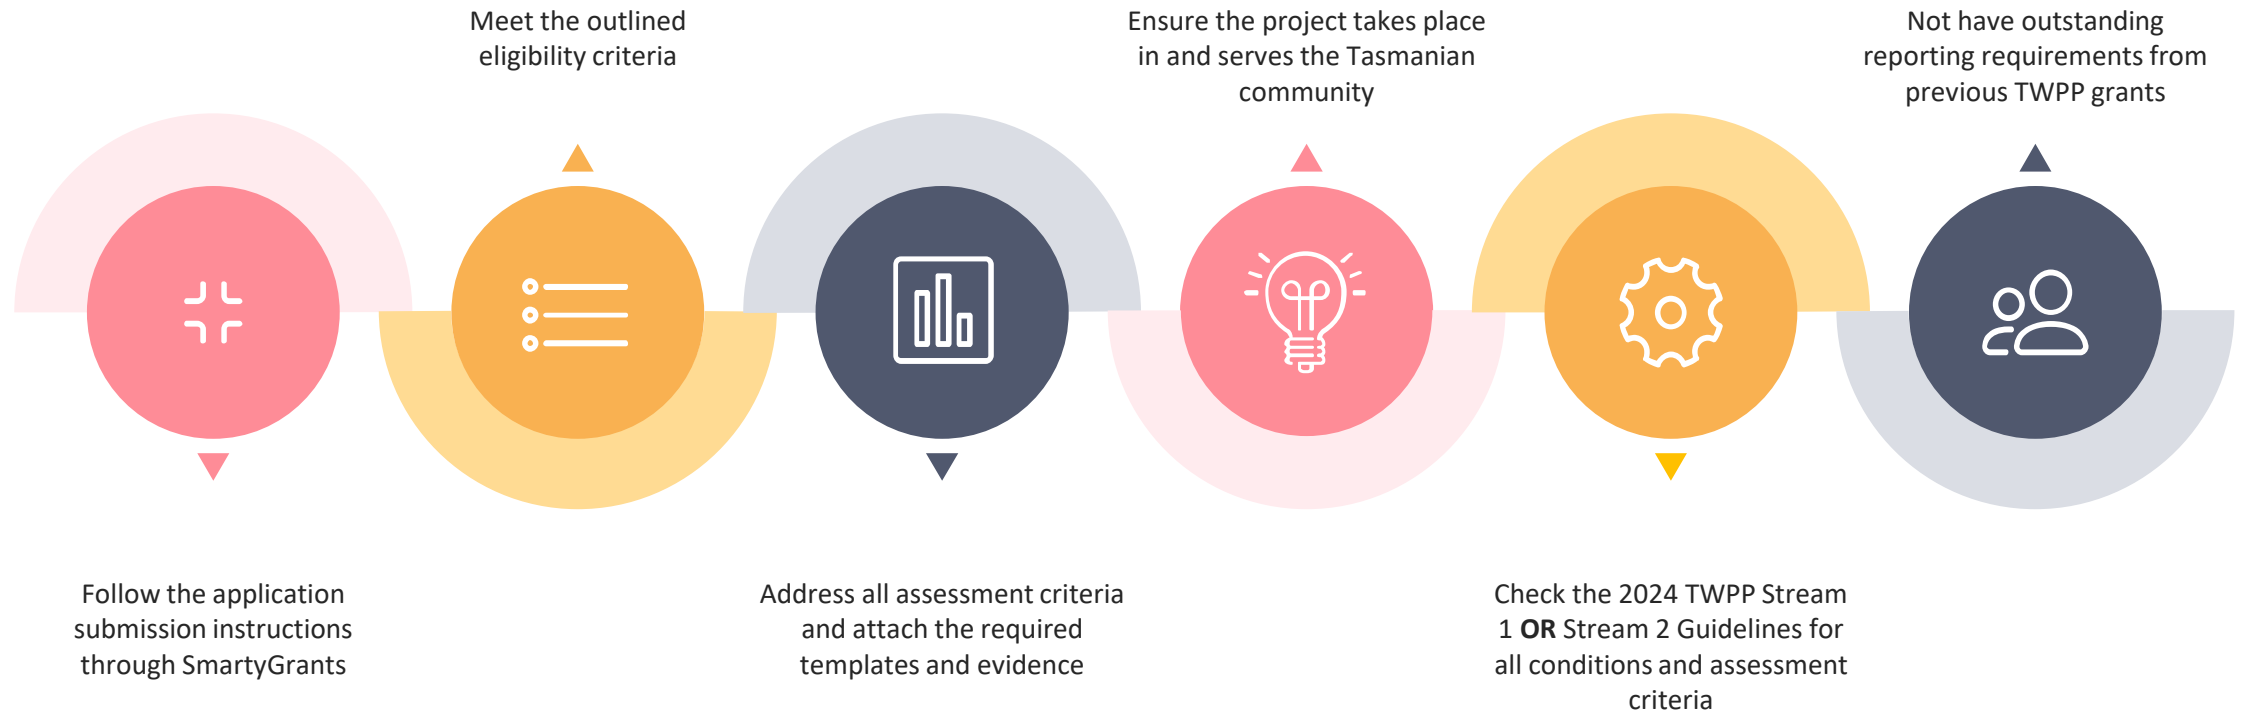 Follow the application
submission instructions
through SmartyGrants
Meet the outlined
eligibility criteria
Address all assessment criteria
and attach the required
templates and evidence
Ensure the project takes place
in and serves the Tasmanian
community
Check the 2024 TWPP Stream
1 OR Stream 2 Guidelines for
all conditions and assessment
criteria
Not have outstanding
reporting requirements from
previous TWPP grants